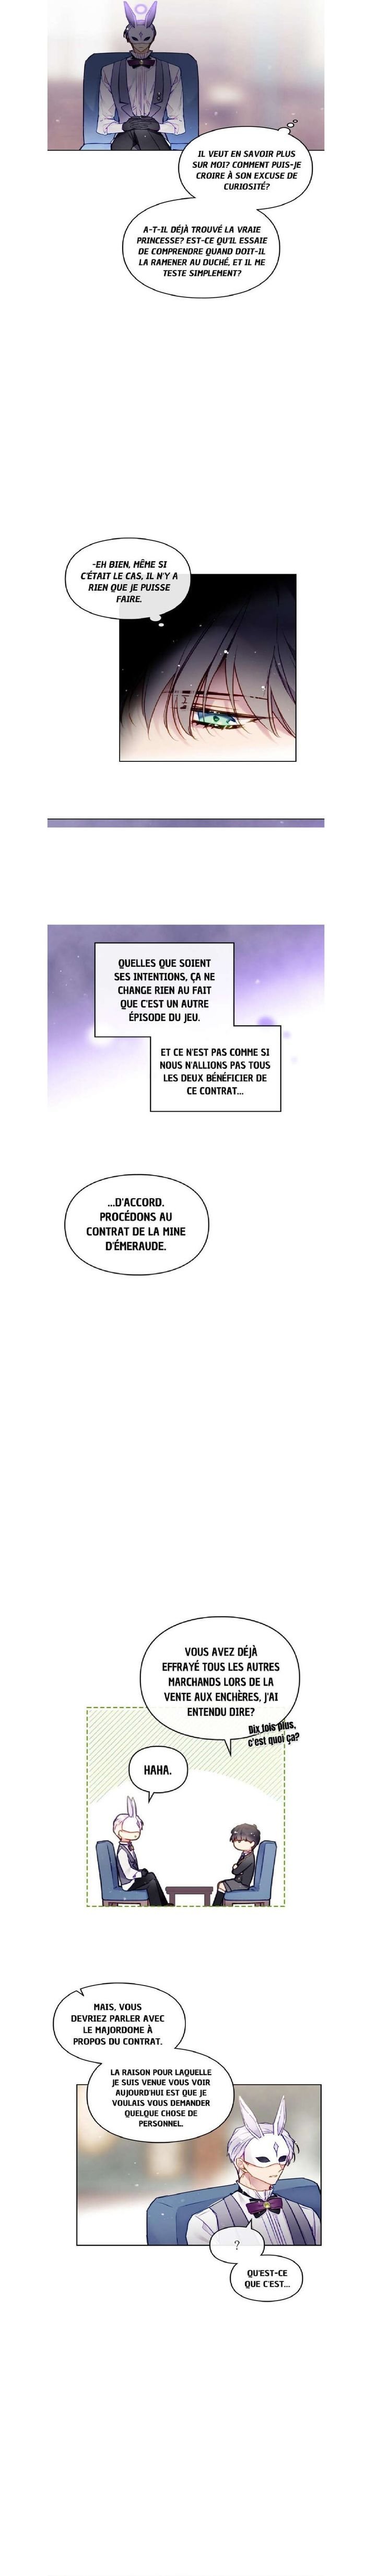 IL VEUT EN SAVOIR PLUS
SUR MOI? COMMENT PUIS-JE
CROIRE À SON EXCUSE DE
CURIOSITÉ?
A-T-IL DÉJÀ TROUVÉ LA VRAIE
PRINCESSE? EST-CE QU'IL ESSAIE
DE COMPRENDRE QUAND DOIT-IL
LA RAMENER AU DUCHÉ, ET IL ME
TESTE SIMPLEMENT?
-EH BIEN, MÊME SI
C'ÉTAIT LE CAS, IL N'Y A
RIEN QUE JE PUISSE
FAIRE.
QUELLES QUE SOIENT
SES INTENTIONS, ÇA NE
CHANGE RIEN AU FAIT
QUE C'EST UN AUTRE
ÉPISODE DU JEU.
ET CE N'EST PAS COMME SI
NOUS N'ALLIONS PAS TOUS
LES DEUX BÉNÉFICIER DE
CE CONTRAT...
...D'ACCORD.
PROCÉDONS AU
CONTRAT DE LA MINE
D'ÉMERAUDE.
VOUS AVEZ DÉJÀ
EFFRAYÉ TOUS LES AUTRES
MARCHANDS LORS DE LA
VENTE AUX ENCHÈRES, J'AI
ENTENDU DIRE?
Dix fois plus,
c'est quoi ça?
HAHA.
MAIS, VOUS
DEVRIEZ PARLER AVEC
LE MAJORDOME À
PROPOS DU CONTRAT.
LA RAISON POUR LAQUELLE
JE SUIS VENUE VOUS VOIR
AUJOURD'HUI EST QUE JE
VOULAIS VOUS DEMANDER
QUELQUE CHOSE DE
PERSONNEL.
?
QU'EST-CE
QUE C'EST...